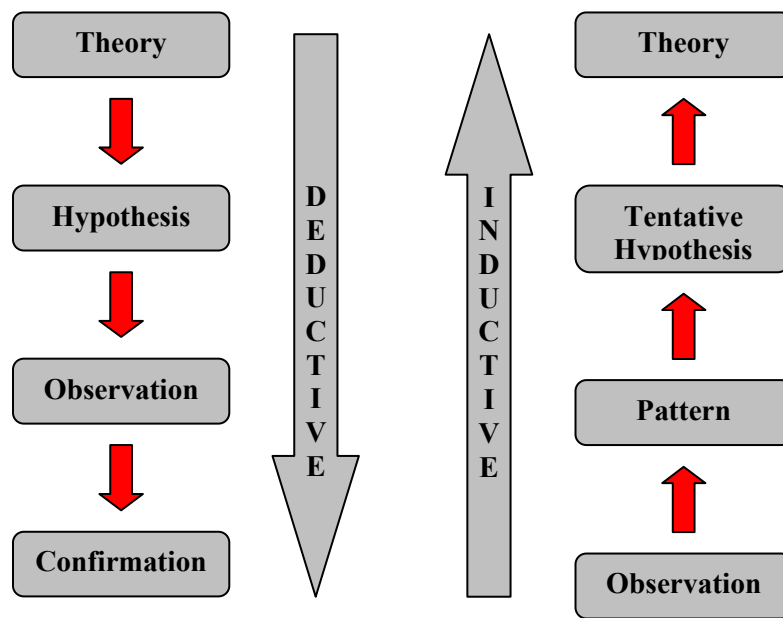 Theory
Hypothesis
Observation
Confirmation
DEDUCTIVE
INDUCTIVE
Theory
Tentative
Hypothesis
Pattern
Observation